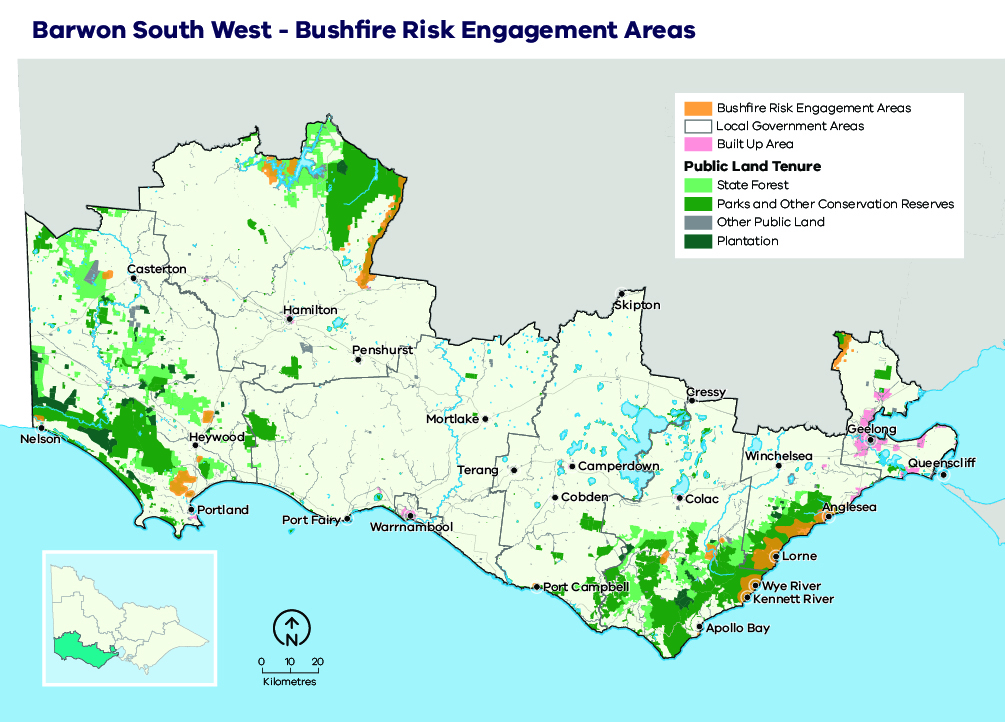 Barwon South West - Bushfire Risk Engagement Areas
Bushfire Risk Engagement Areas
Local Government Areas
Built Up Area
Public Land Tenure
State Forest
Parks and Other Conservation Reserves
Other Public Land
Plantation
Casterton
Skipton
Hamilton
Penshurst
Gressy
Mortlake
Geelong
Nelson
Heywood
Winchelsea
Queenscliff
Terang
Camperdown
Cobden
Colac
Portland
Anglesea
Port Fairy
Warrnambool
Lorne
Port Campbell
Wye River
Kennett River
Apollo Bay
N
0 10 20
Kilometres